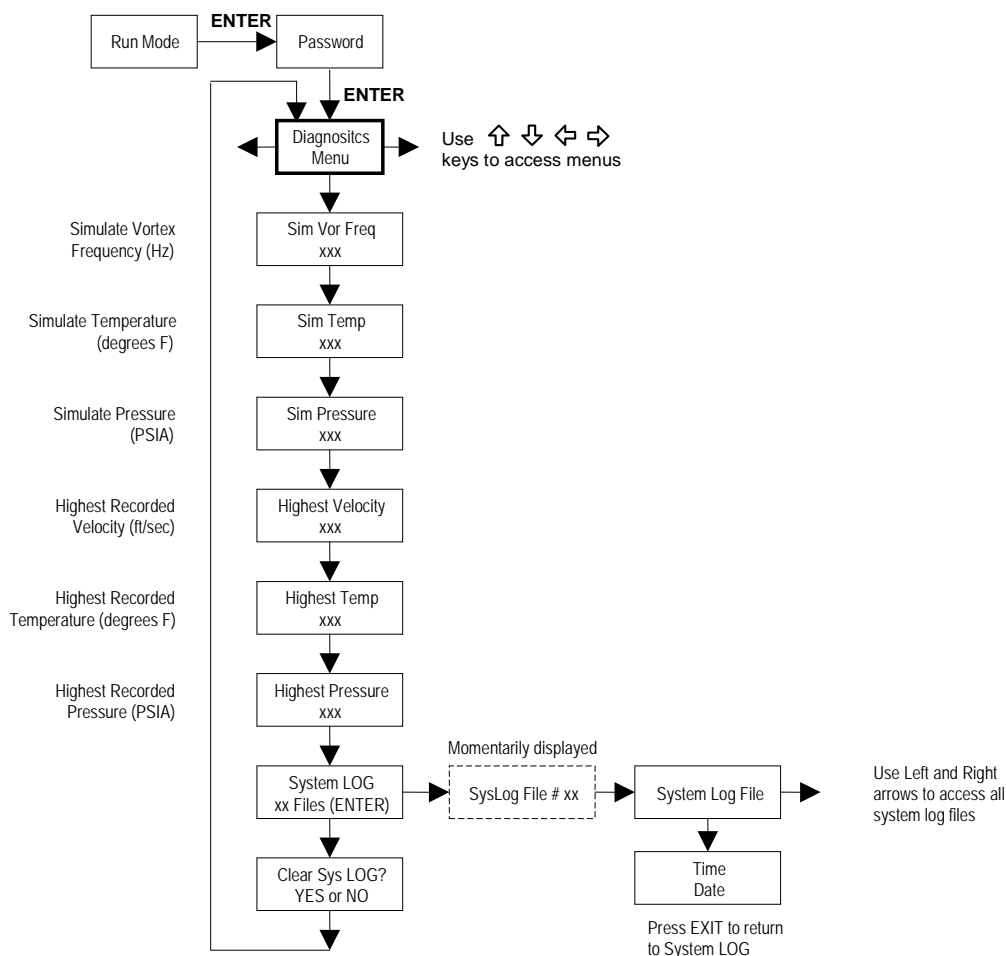 ENTER
Run Mode
Password
ENTER
Diagnositcs
Menu
Use
keys to access menus
Simulate Vortex
Frequency (Hz)
Sim Vor Freq
xxx
Simulate Temperature
(degrees F)
Sim Temp
xxx
Simulate Pressure
(PSIA)
Sim Pressure
xxx
Highest Recorded
Velocity (ft/sec)
Highest Velocity
xxx
Highest Recorded
Temperature (degrees F)
Highest Temp
xxx
Highest Recorded
Pressure (PSIA)
Highest Pressure
xxx
System LOG
xx Files (ENTER)
Momentarily displayed
SysLog File # xx
System Log File
Use Left and Right
arrows to access all
system log files
Clear Sys LOG?
YES or NO
Time
Date
Press EXIT to return
to System LOG